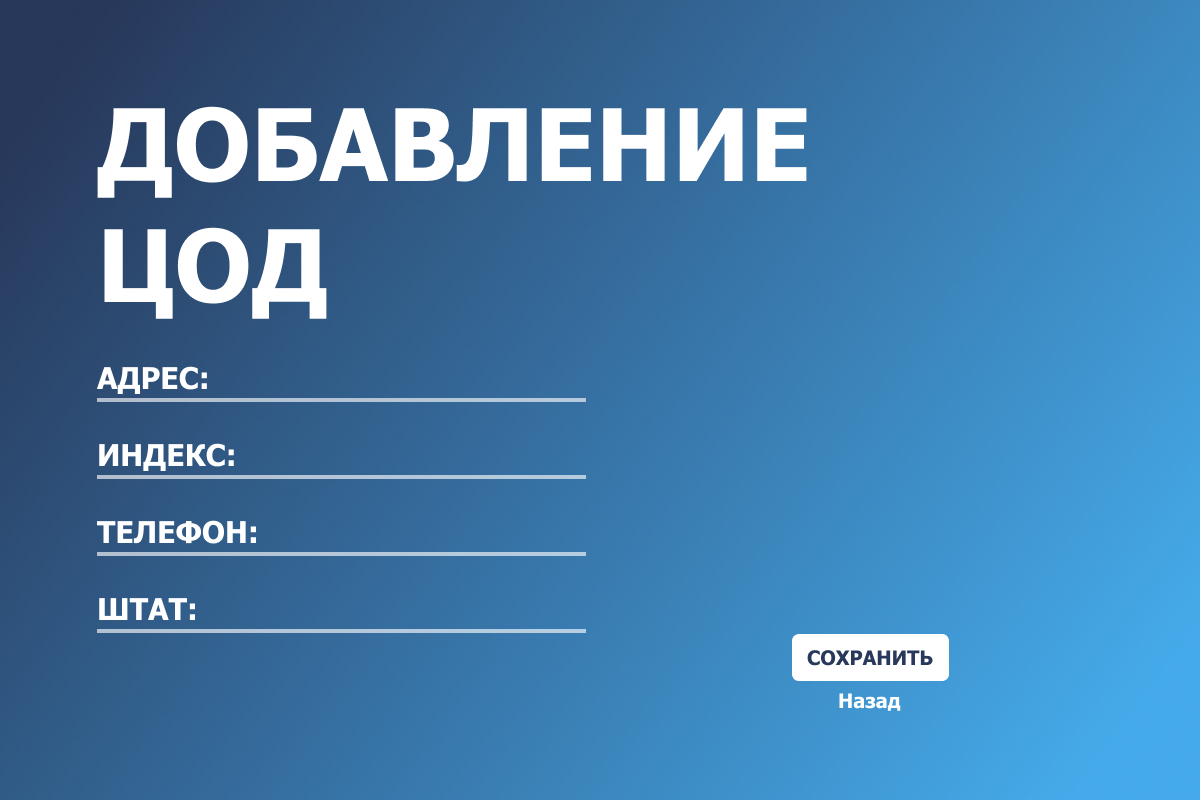 ДОБАВЛЕНИЕ
ЦОД
АДРЕС:
ИНДЕКС:
ТЕЛЕФОН:
ШТАТ:
СОХРАНИТЬ
Назад